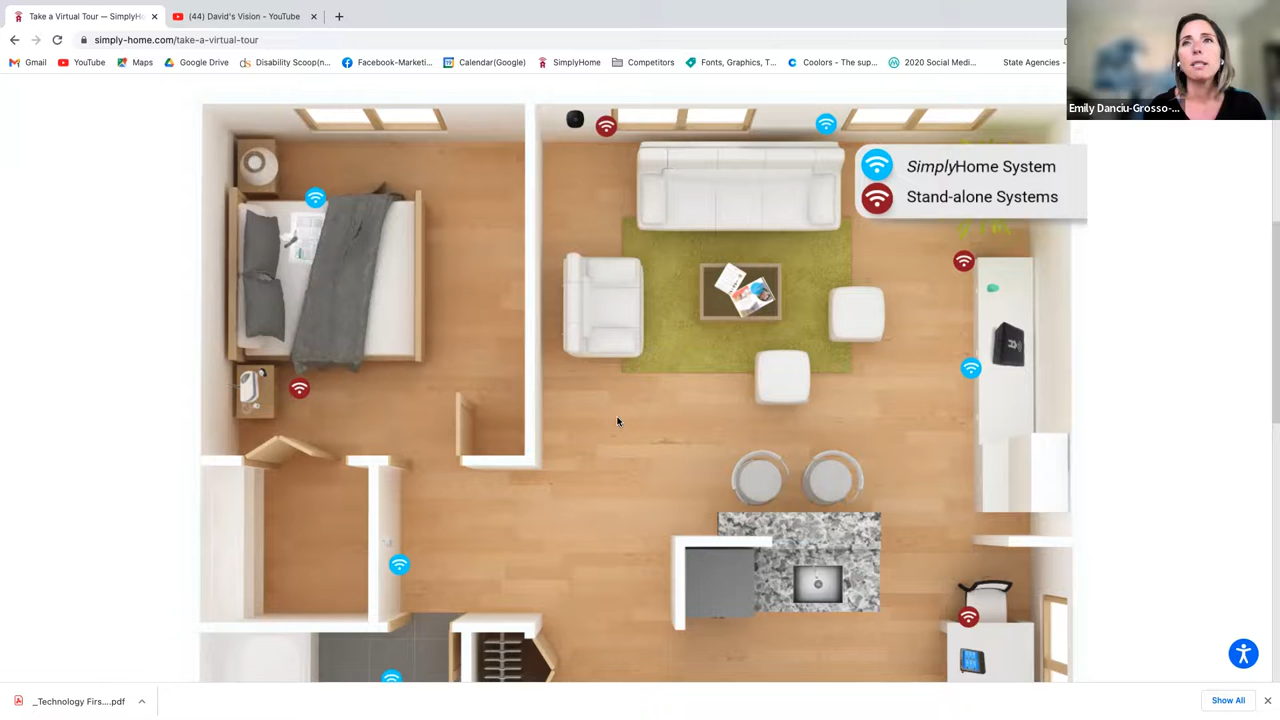 Take a Virtual Tour — SimplyHo
(44) David's Vision - YouTube
simply-home.com/take-a-virtual-tour
Gmail
YouTube
Maps
Google Drive
Disability Scoop(n...
Facebook-Marketi...
Calendar(Google)
SimplyHome
Competitors
Fonts, Graphics, T...
Coolors - The sup...
2020 Social Medi...
State Agencies -
Emily Danciu-Grosso-...
SimplyHome System
Stand-alone Systems
_Technology Firs....pdf
Show All